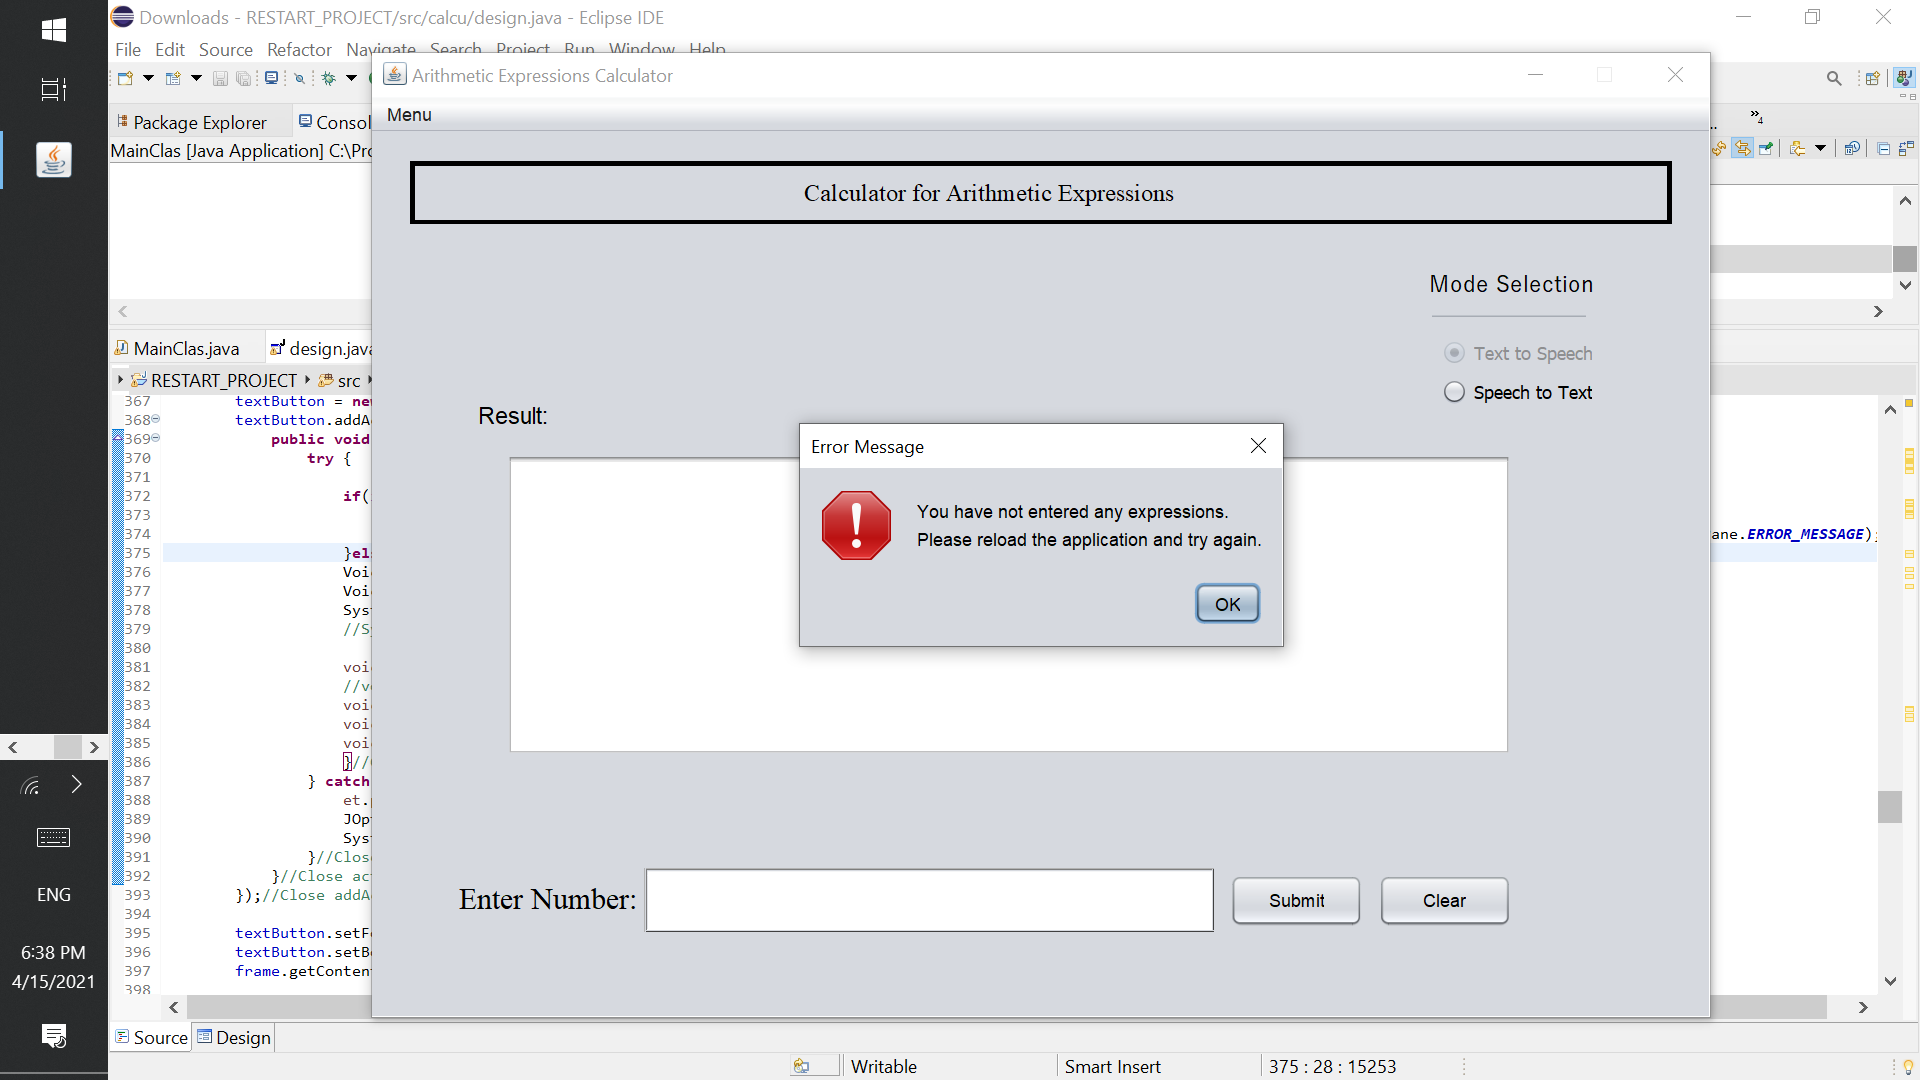 Downloads - RESTART_PROJECT/src/calcu/design.java - Eclipse IDE
File Edit Source Refactor Navigate Search Project Run Window Help
Package Explorer
Consol
MainClas [Java Application] C:\Pro
4
MainClas.java
design.java
RESTART_PROJECT
src
367 textButton = new
368 textButton.addA
369 public void
370 try {
371
372 if(
373
374
ane.ERROR_MESSAGE);
375 }els
376 Voi
377 Voi
378 Syst
379 //S
380
381 voi
382 //v
383 voi
384 voi
385 voi
386 }//
387 } catch
388 et.
389 JOp
390 Syst
391 }//Close
392 }//Close ac
393 });//Close addA
394
395 textButton.setF
396 textButton.setB
397 frame.getConten
398
Source
Design
Writable
Smart Insert
375 : 28 : 15253
ENG
6:38 PM
4/15/2021
Arithmetic Expressions Calculator
Menu
Calculator for Arithmetic Expressions
Mode Selection
Text to Speech
Speech to Text
Result:
Error Message
You have not entered any expressions.
Please reload the application and try again.
OK
Enter Number:
Submit
Clear